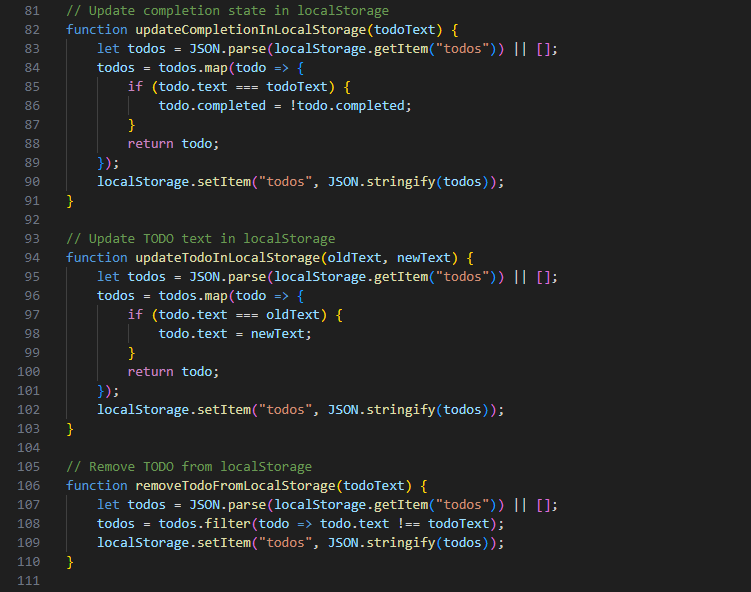 81 // Update completion state in localStorage
82 function updateCompletionInLocalStorage(todoText) {
83     let todos = JSON.parse(localStorage.getItem("todos")) || [];
84     todos = todos.map(todo => {
85         if (todo.text === todoText) {
86             todo.completed = !todo.completed;
87         }
88         return todo;
89     });
90     localStorage.setItem("todos", JSON.stringify(todos));
91 }
92
93 // Update TODO text in localStorage
94 function updateTodoInLocalStorage(oldText, newText) {
95     let todos = JSON.parse(localStorage.getItem("todos")) || [];
96     todos = todos.map(todo => {
97         if (todo.text === oldText) {
98             todo.text = newText;
99         }
100         return todo;
101     });
102     localStorage.setItem("todos", JSON.stringify(todos));
103 }
104
105 // Remove TODO from localStorage
106 function removeTodoFromLocalStorage(todoText) {
107     let todos = JSON.parse(localStorage.getItem("todos")) || [];
108     todos = todos.filter(todo => todo.text !== todoText);
109     localStorage.setItem("todos", JSON.stringify(todos));
110 }
111